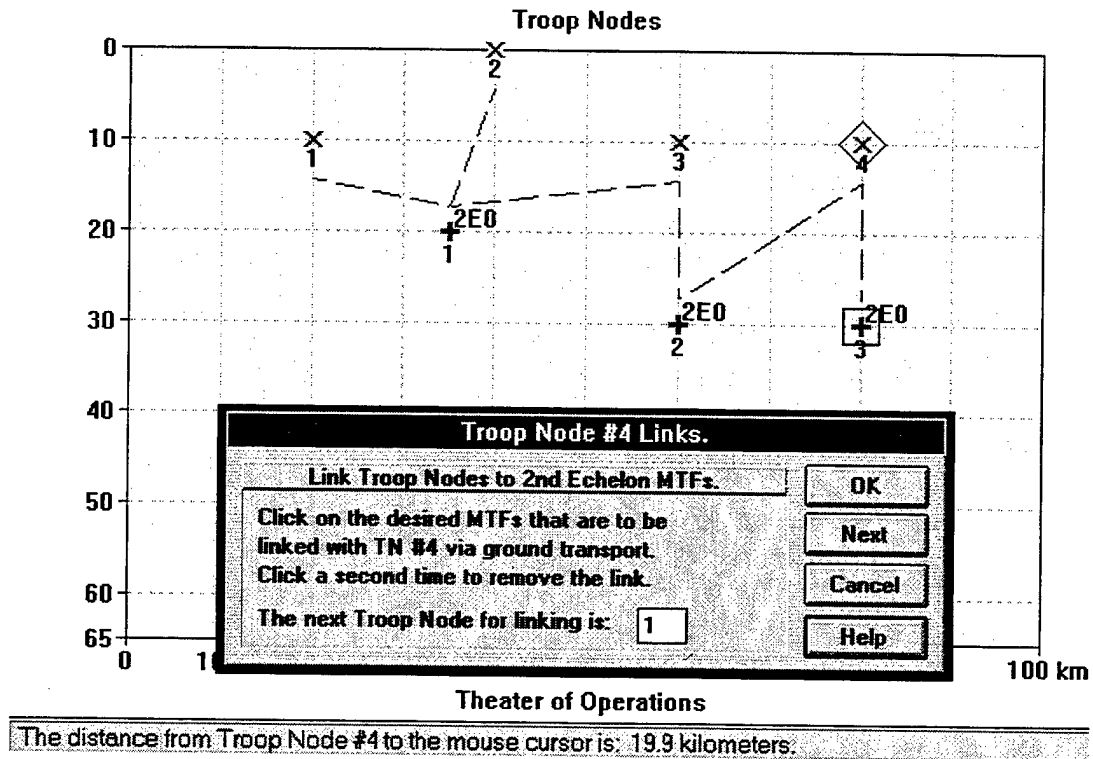 Troop Nodes
0
2
10
1
3
4
20
2E0
1
30
2E0
2E0
2
3
40
Troop Node #4 Links.
Link Troop Nodes to 2nd Echelon MTFs.
OK
50
Click on the desired MTFs that are to be
linked with TN #4 via ground transport.
Next
Click a second time to remove the link.
Cancel
60
The next Troop Node for linking is: 1
Help
65
0
100 km
Theater of Operations
The distance from Troop Node #4 to the mouse cursor is: 19.9 kilometers.